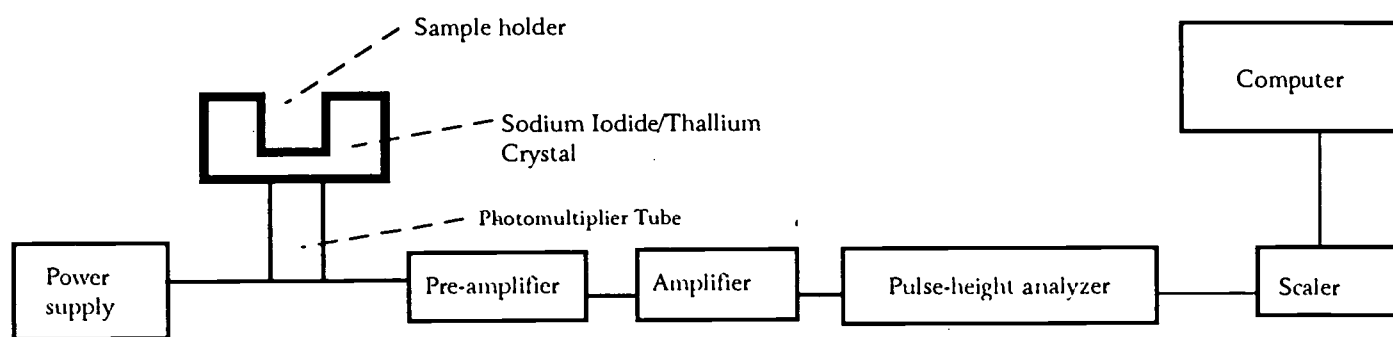 Sample holder
Computer
Sodium Iodide/Thallium
Crystal
Photomultiplier Tube
Power
supply
Pre-amplifier
Amplifier
Pulse-height analyzer
Scaler